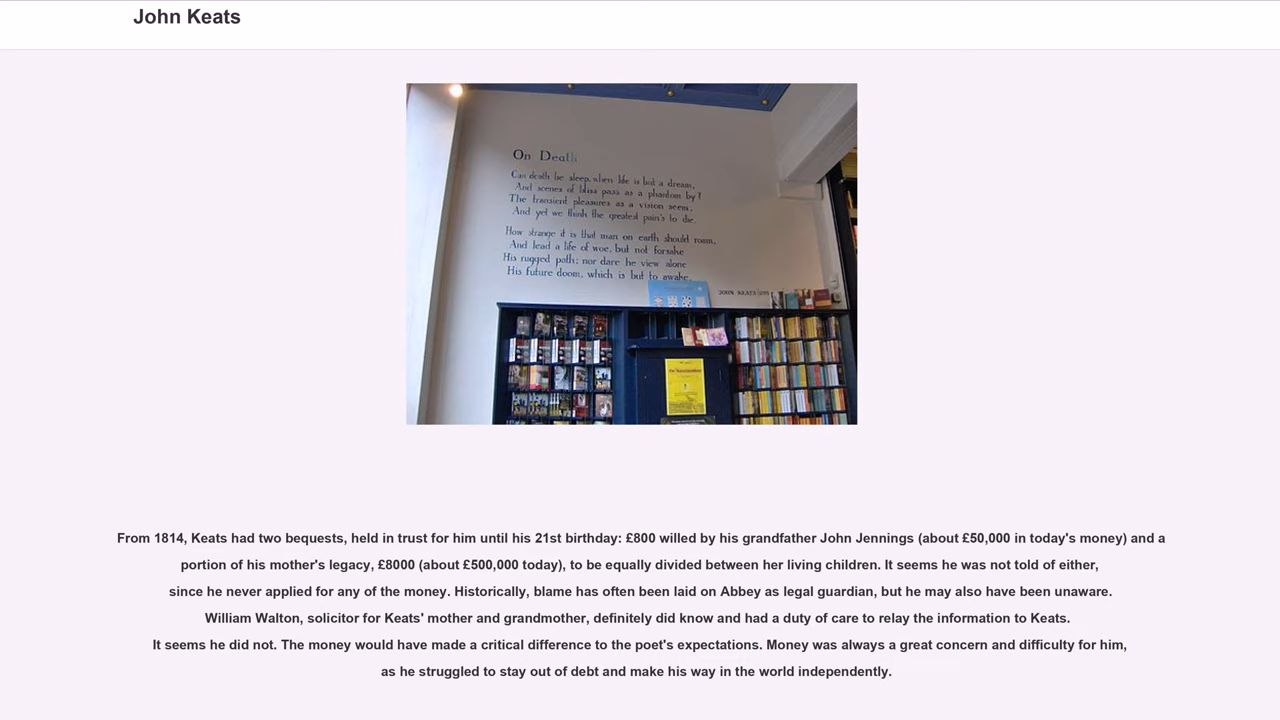 John Keats
On Death
Can death be sleep, when life is but a dream,
And scenes of bliss pass as a phantom by?
The transient pleasures as a vision seem,
And yet we think the greatest pain's to die.
How strange it is that man on earth should roam,
And lead a life of woe, but not forsake
His rugged path; nor dare he view alone
His future doom, which is but to awake.
JOHN KEATS
From 1814, Keats had two bequests, held in trust for him until his 21st birthday: £800 willed by his grandfather John Jennings (about £50,000 in today's money) and a
portion of his mother's legacy, £8000 (about £500,000 today), to be equally divided between her living children. It seems he was not told of either,
since he never applied for any of the money. Historically, blame has often been laid on Abbey as legal guardian, but he may also have been unaware.
William Walton, solicitor for Keats' mother and grandmother, definitely did know and had a duty of care to relay the information to Keats.
It seems he did not. The money would have made a critical difference to the poet's expectations. Money was always a great concern and difficulty for him,
as he struggled to stay out of debt and make his way in the world independently.